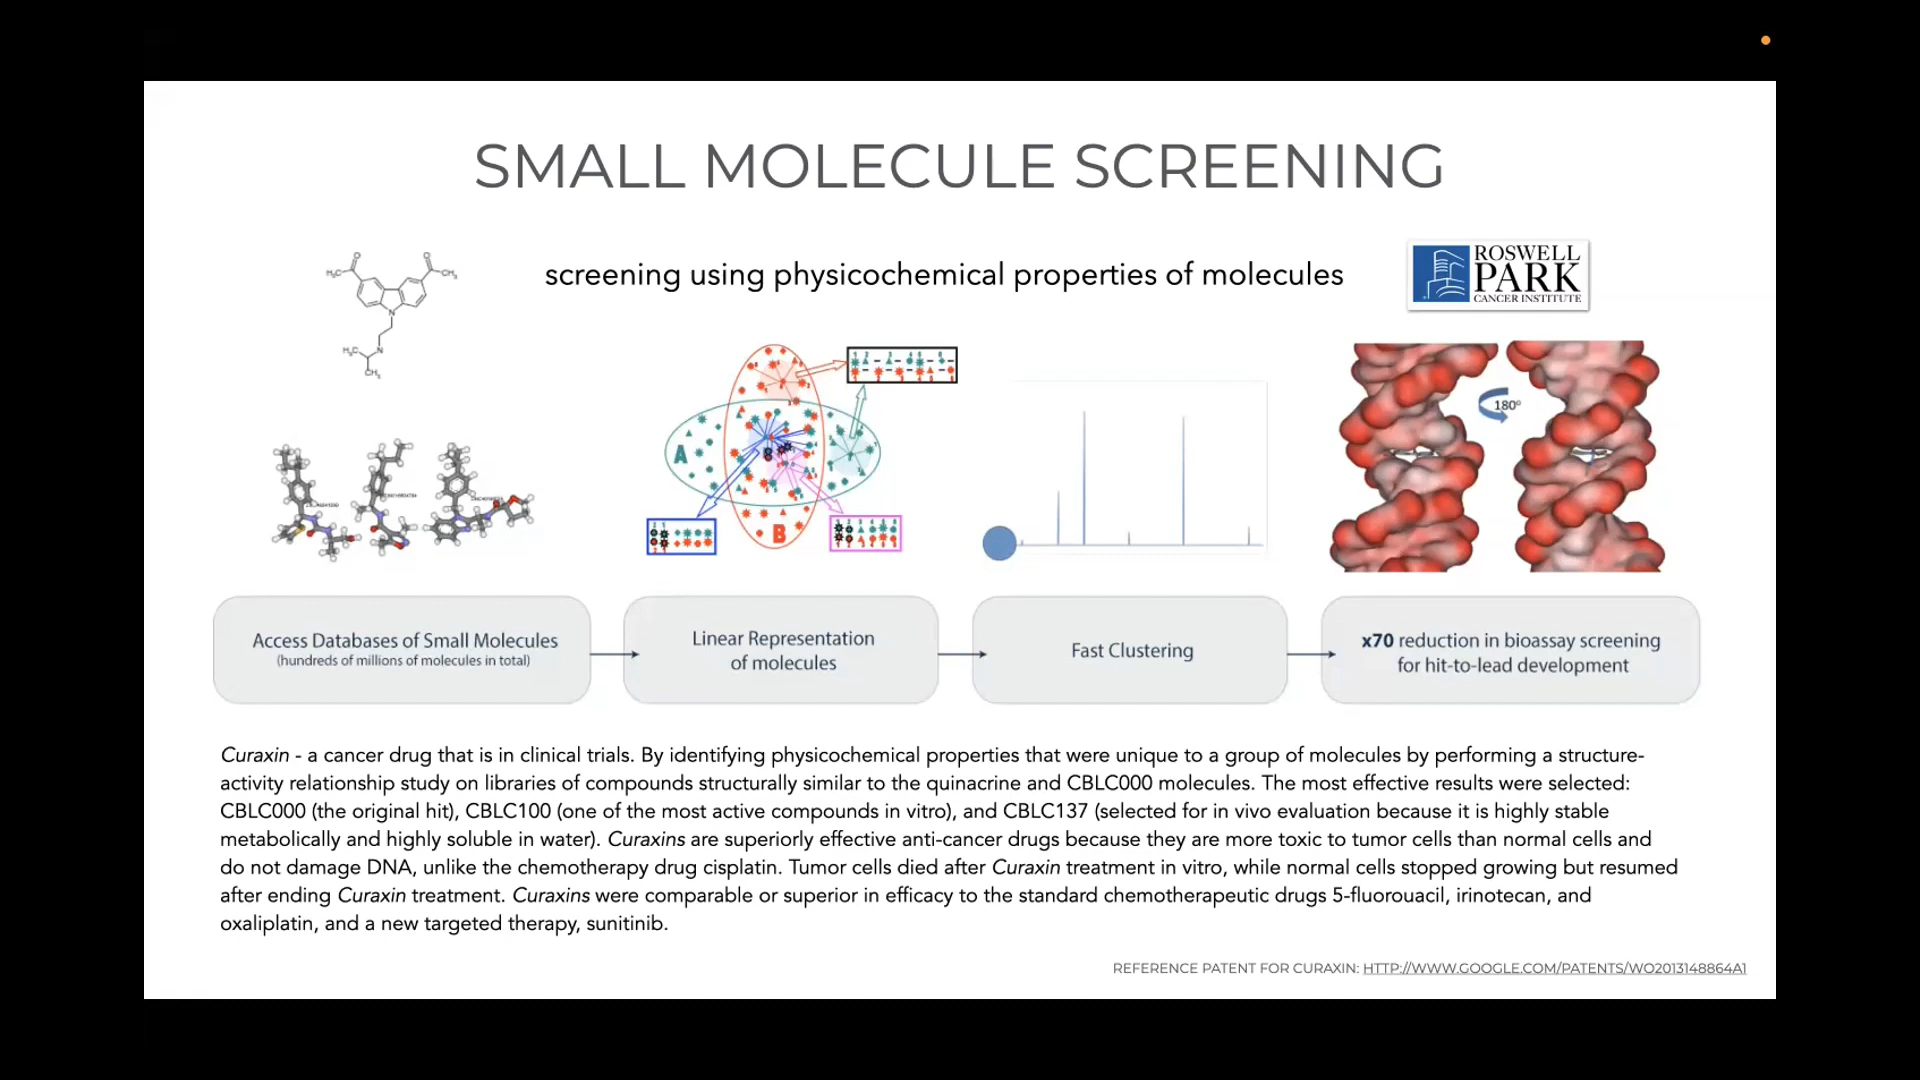 SMALL MOLECULE SCREENING
screening using physicochemical properties of molecules
ROSWELL
PARK
CANCER INSTITUTE
O
O
H₃C
CH₃
N
N
H₃C
CH₃
A
B
180º
Access Databases of Small Molecules
(hundreds of millions of molecules in total)
Linear Representation
of molecules
Fast Clustering
x70 reduction in bioassay screening
for hit-to-lead development
Curaxin - a cancer drug that is in clinical trials. By identifying physicochemical properties that were unique to a group of molecules by performing a structure-
activity relationship study on libraries of compounds structurally similar to the quinacrine and CBLC000 molecules. The most effective results were selected:
CBLC000 (the original hit), CBLC100 (one of the most active compounds in vitro), and CBLC137 (selected for in vivo evaluation because it is highly stable
metabolically and highly soluble in water). Curaxins are superiorly effective anti-cancer drugs because they are more toxic to tumor cells than normal cells and
do not damage DNA, unlike the chemotherapy drug cisplatin. Tumor cells died after Curaxin treatment in vitro, while normal cells stopped growing but resumed
after ending Curaxin treatment. Curaxins were comparable or superior in efficacy to the standard chemotherapeutic drugs 5-fluorouacil, irinotecan, and
oxaliplatin, and a new targeted therapy, sunitinib.
REFERENCE PATENT FOR CURAXIN: HTTP://WWW.GOOGLE.COM/PATENTS/WO2013148864A1